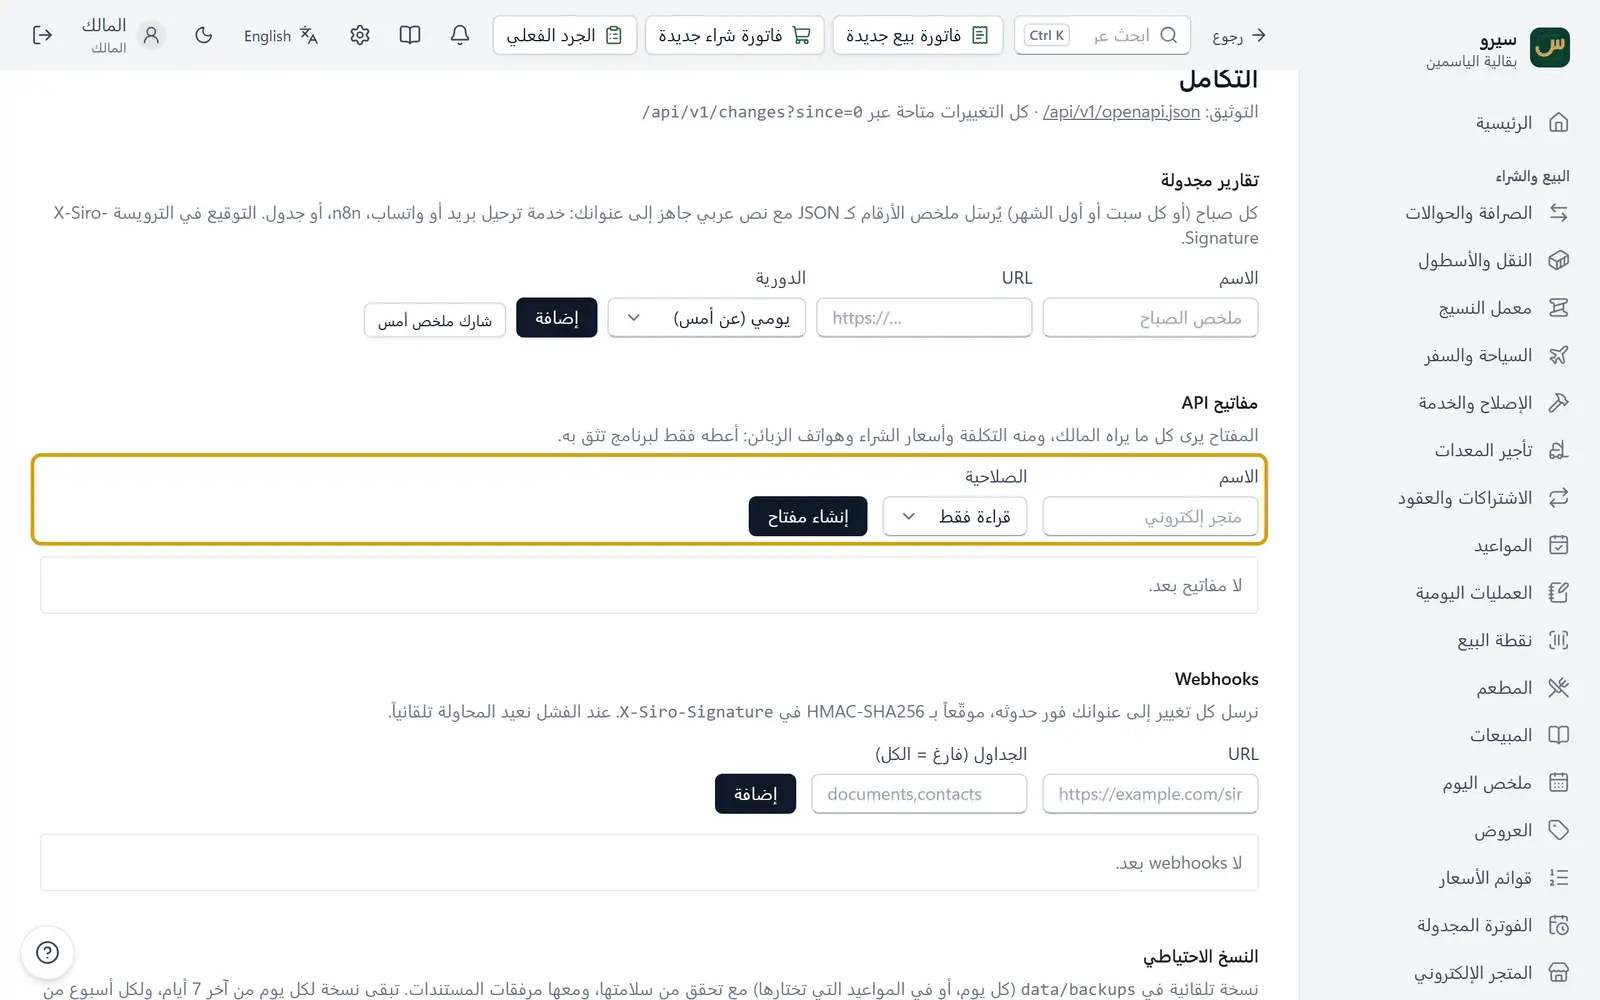 سيرو
بقالية الياسمين
رجوع
ابحث عر
Ctrl K
فاتورة بيع جديدة
فاتورة شراء جديدة
الجرد الفعلي
English
المالك
المالك
الرئيسية
البيع والشراء
الصرافة والحوالات
النقل والأسطول
معمل النسيج
السياحة والسفر
الإصلاح والخدمة
تأجير المعدات
الاشتراكات والعقود
المواعيد
العمليات اليومية
نقطة البيع
المطعم
المبيعات
ملخص اليوم
العروض
قوائم الأسعار
الفوترة المجدولة
المتجر الإلكتروني
التكامل
التوثيق: /api/v1/openapi.json · كل التغييرات متاحة عبر /api/v1/changes?since=0
تقارير مجدولة
كل صباح (أو كل سبت أو أول الشهر) يُرسَل ملخص الأرقام كـ JSON مع نص عربي جاهز إلى عنوانك: خدمة ترحيل بريد أو واتساب، n8n، أو جدول. التوقيع في الترويسة X-Siro-
Signature.
الاسم
URL
الدورية
ملخص الصباح
https://...
يومي (عن أمس)
إضافة
شارك ملخص أمس
مفاتيح API
المفتاح يرى كل ما يراه المالك، ومنه التكلفة وأسعار الشراء وهواتف الزبائن: أعطه فقط لبرنامج تثق به.
الاسم
الصلاحية
متجر إلكتروني
قراءة فقط
إنشاء مفتاح
لا مفاتيح بعد.
Webhooks
نرسل كل تغيير إلى عنوانك فور حدوثه، موقّعاً بـ HMAC-SHA256 في X-Siro-Signature. عند الفشل نعيد المحاولة تلقائياً.
URL
الجداول (فارغ = الكل)
https://example.com/sir
documents,contacts
إضافة
لا webhooks بعد.
النسخ الاحتياطي
نسخة تلقائية في data/backups (كل يوم، أو في المواعيد التي تختارها) مع تحقق من سلامتها، ومعها مرفقات المستندات. تبقى نسخة لكل يوم من آخر 7 أيام، ولكل أسبوع من